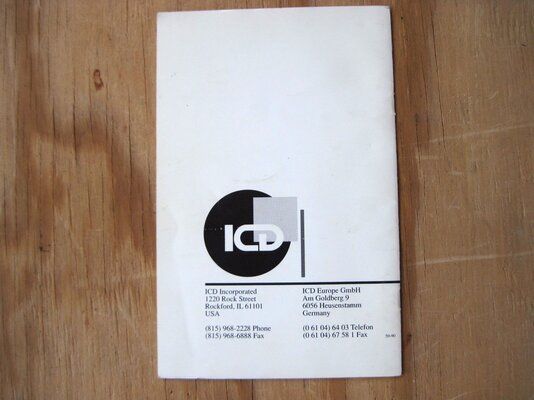 ICD
ICD Incorporated
1220 Rock Street
Rockford, IL 61101
USA
(815) 968-2228 Phone
(815) 968-6888 Fax
ICD Europe GmbH
Am Goldberg 9
6056 Heusenstamm
Germany
(0 61 04) 64 03 Telefon
(0 61 04) 67 58 1 Fax